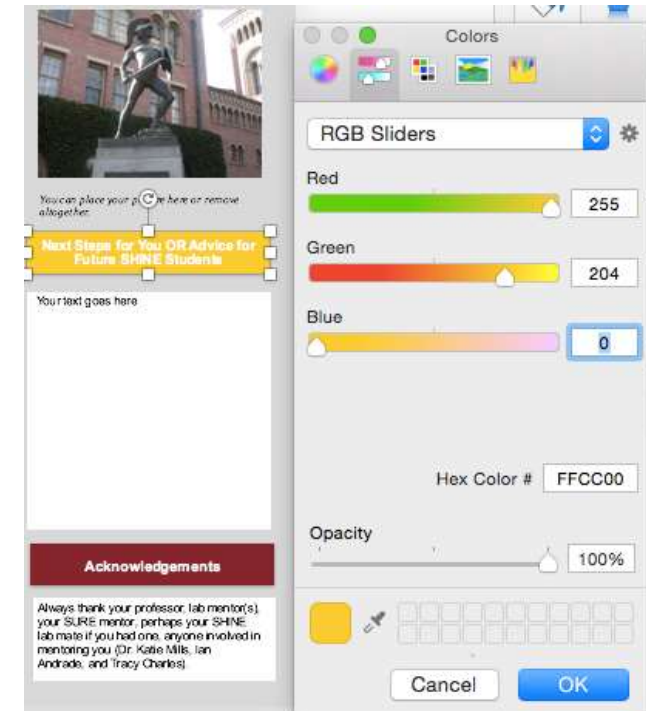 You can place your p re here or remove
altogether.
Next Steps for You OR Advice for
Future SHINE Students
Your text goes here
Acknowledgements
Always thank your professor, lab mentor(s),
your SURE mentor, perhaps your SHINE
lab mate if you had one, anyone involved in
mentoring you (Dr. Katie Mills, Ian
Andrade, and Tracy Charles)
Colors
RGB Sliders
Red
255
Green
204
Blue
0
Hex Color # FFCC00
Opacity
100%
Cancel OK